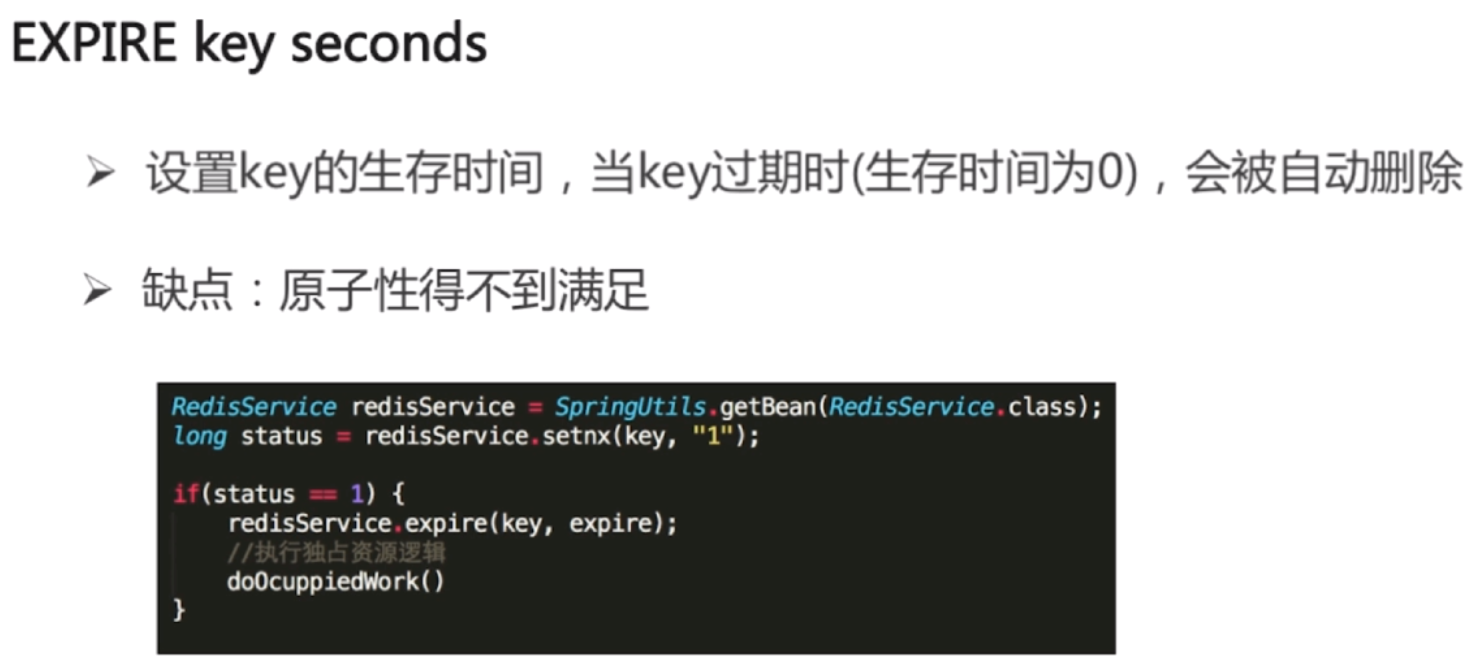 EXPIRE key seconds
设置key的生存时间，当key过期时(生存时间为0)，会被自动删除
缺点：原子性得不到满足
RedisService redisService = SpringUtils.getBean(RedisService.class);
long status = redisService.setnx(key, "1");
if(status == 1) {
redisService.expire(key, expire);
//执行独占资源逻辑
doOcuppiedWork()
}